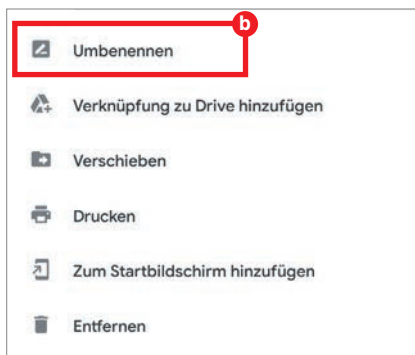 b
Umbenennen
Verknüpfung zu Drive hinzufügen
Verschieben
Drucken
Zum Startbildschirm hinzufügen
Entfernen